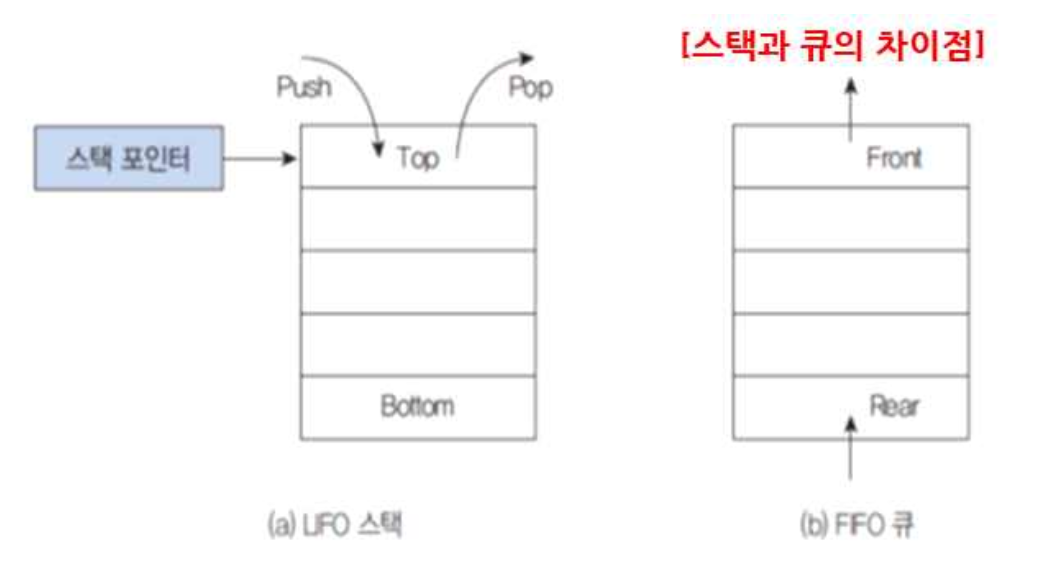 [스택과 큐의 차이점]
Push
Pop
스택 포인터
Top
Bottom
Front
Rear
(a) LIFO 스택
(b) FIFO 큐